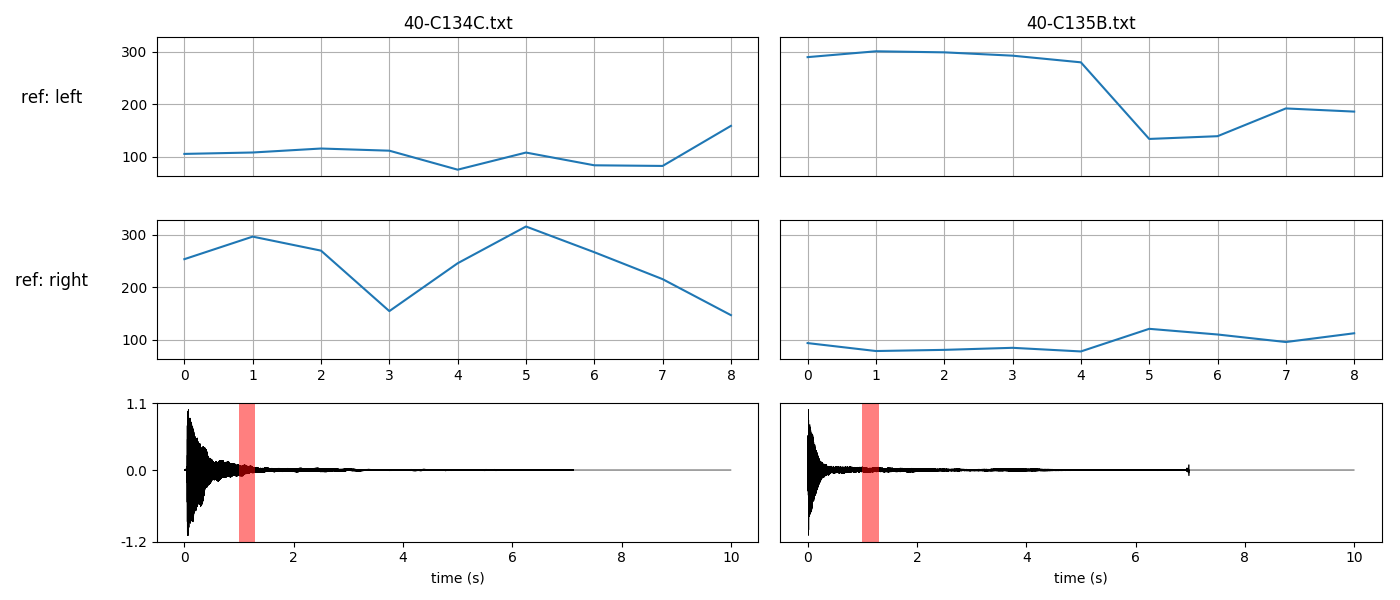 40-C134C.txt 40-C135B.txt
ref: left
300
200
100
ref: right
300
200
100
0 1 2 3 4 5 6 7 8 0 1 2 3 4 5 6 7 8
1.1
0.0
-1.2
0 2 4 6 8 10 0 2 4 6 8 10
time (s) time (s)